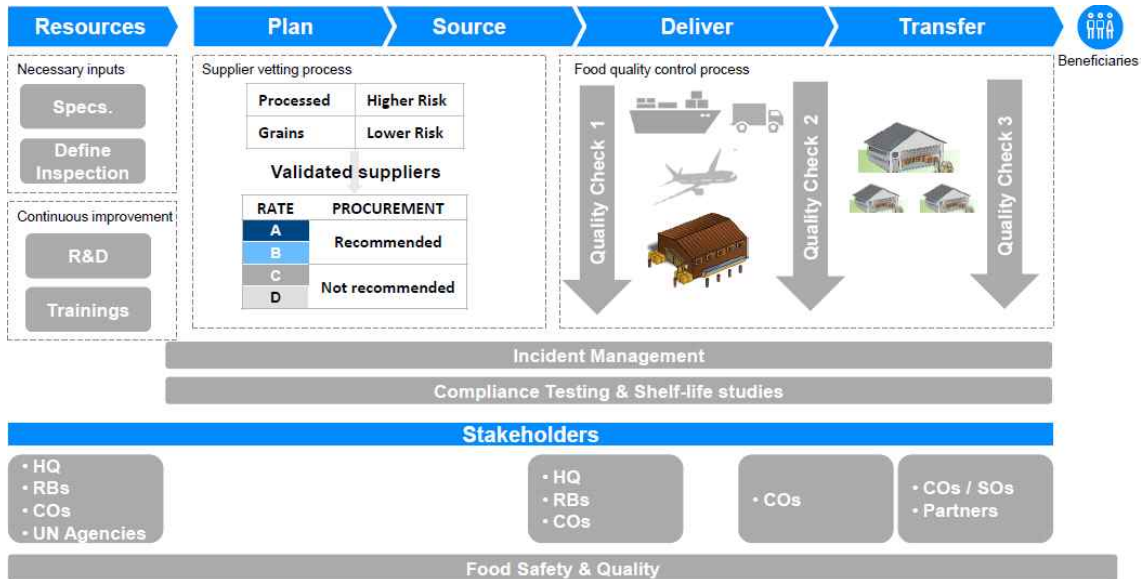 Resources
Plan
Source
Deliver
Transfer
Beneficiaries
Necessary inputs
Specs.
Define
Inspection
Continuous improvement
R&D
Trainings
Supplier vetting process
Processed Higher Risk
Grains Lower Risk
Validated suppliers
RATE PROCUREMENT
A
B
Recommended
C
D
Not recommended
Food quality control process
Quality Check 1
Quality Check 2
Quality Check 3
Incident Management
Compliance Testing & Shelf-life studies
Stakeholders
• HQ
• RBs
• COs
• UN Agencies
• HQ
• RBs
• COs
• COs
• COs / SOs
• Partners
Food Safety & Quality